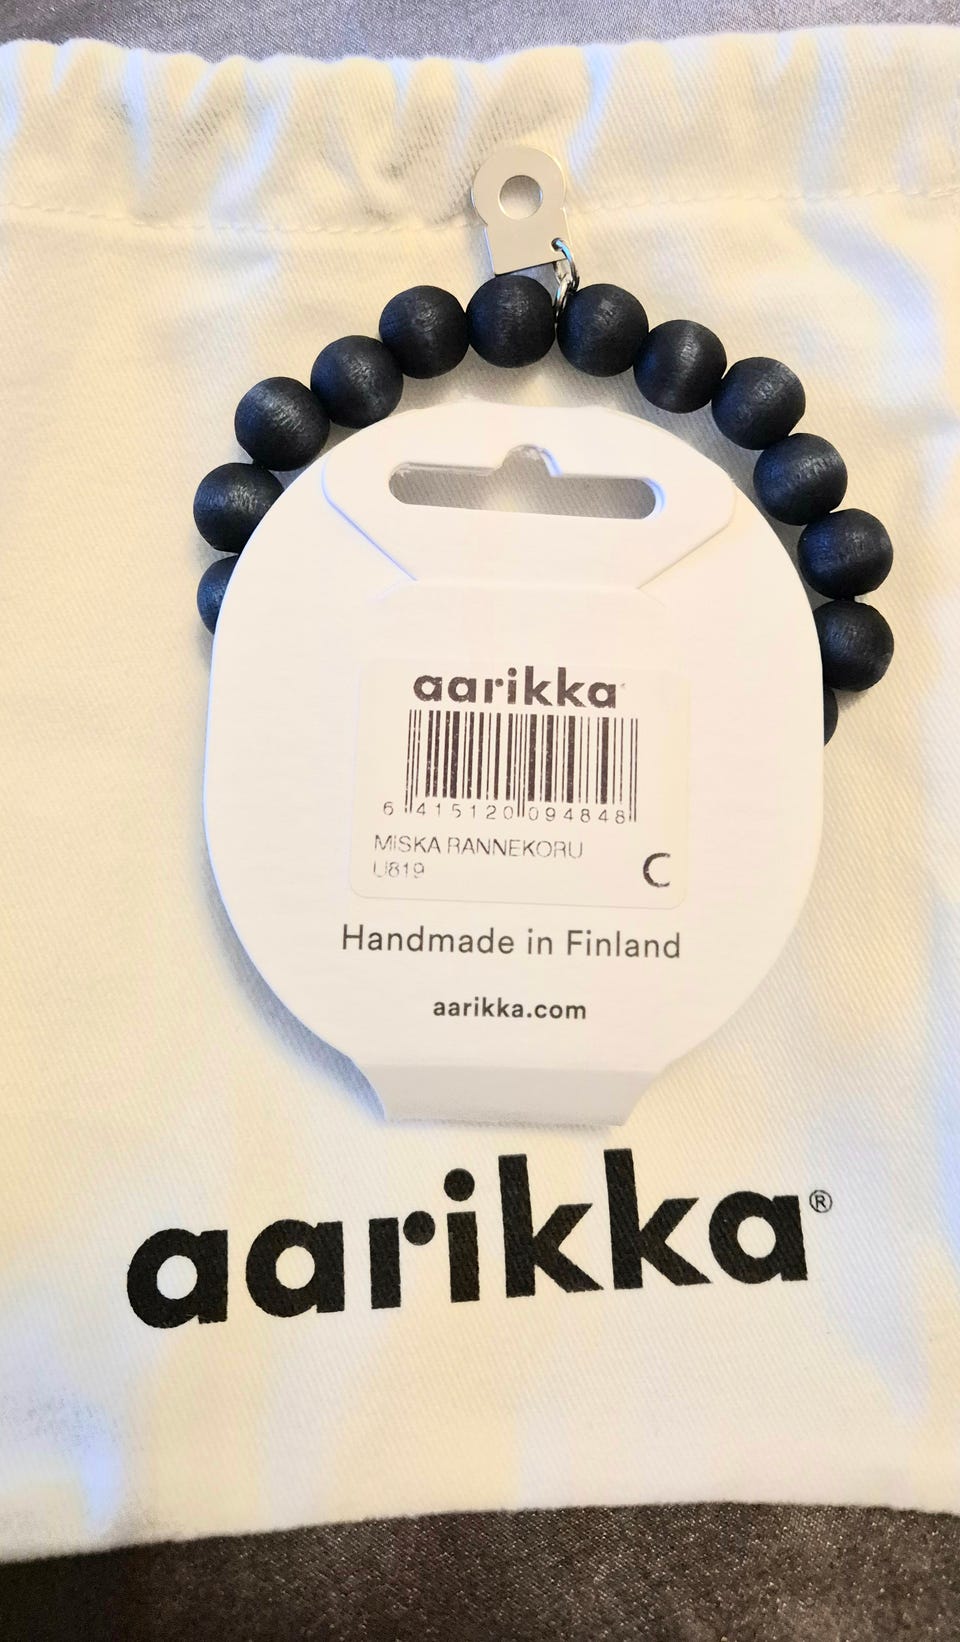 aarikka
6 415120 094848
MISKA RANNEKORU
U819
C
Handmade in Finland
aarikka.com
aarikka®